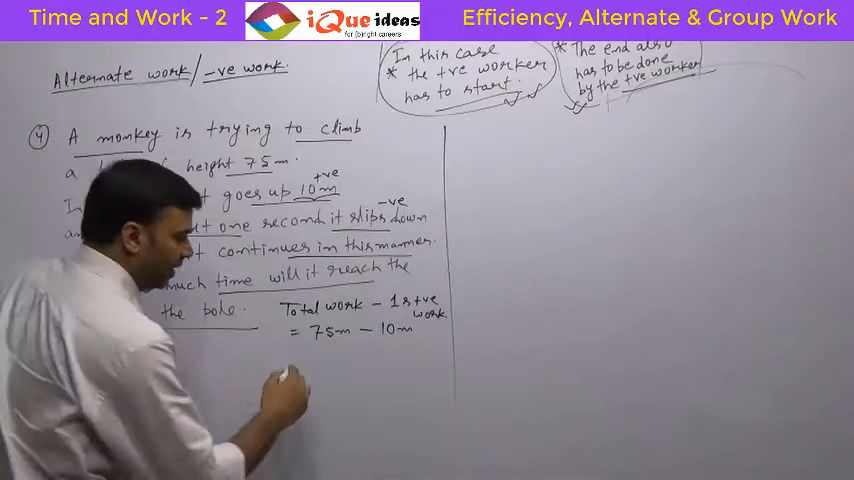 Time and Work - 2
iQue ideas
for (b)right careers
Efficiency, Alternate & Group Work
Alternate work/-ve work.
In this case
* the +ve worker
has to start.
* The end also
has to be done
by the +ve worker
4 A monkey is trying to climb
a height 75m.
+ve
goes up 10m
-ve
one second it slips down
continues in this manner.
much time will it reach the
the pole.
Total work - 1st +ve
work
= 75m - 10m